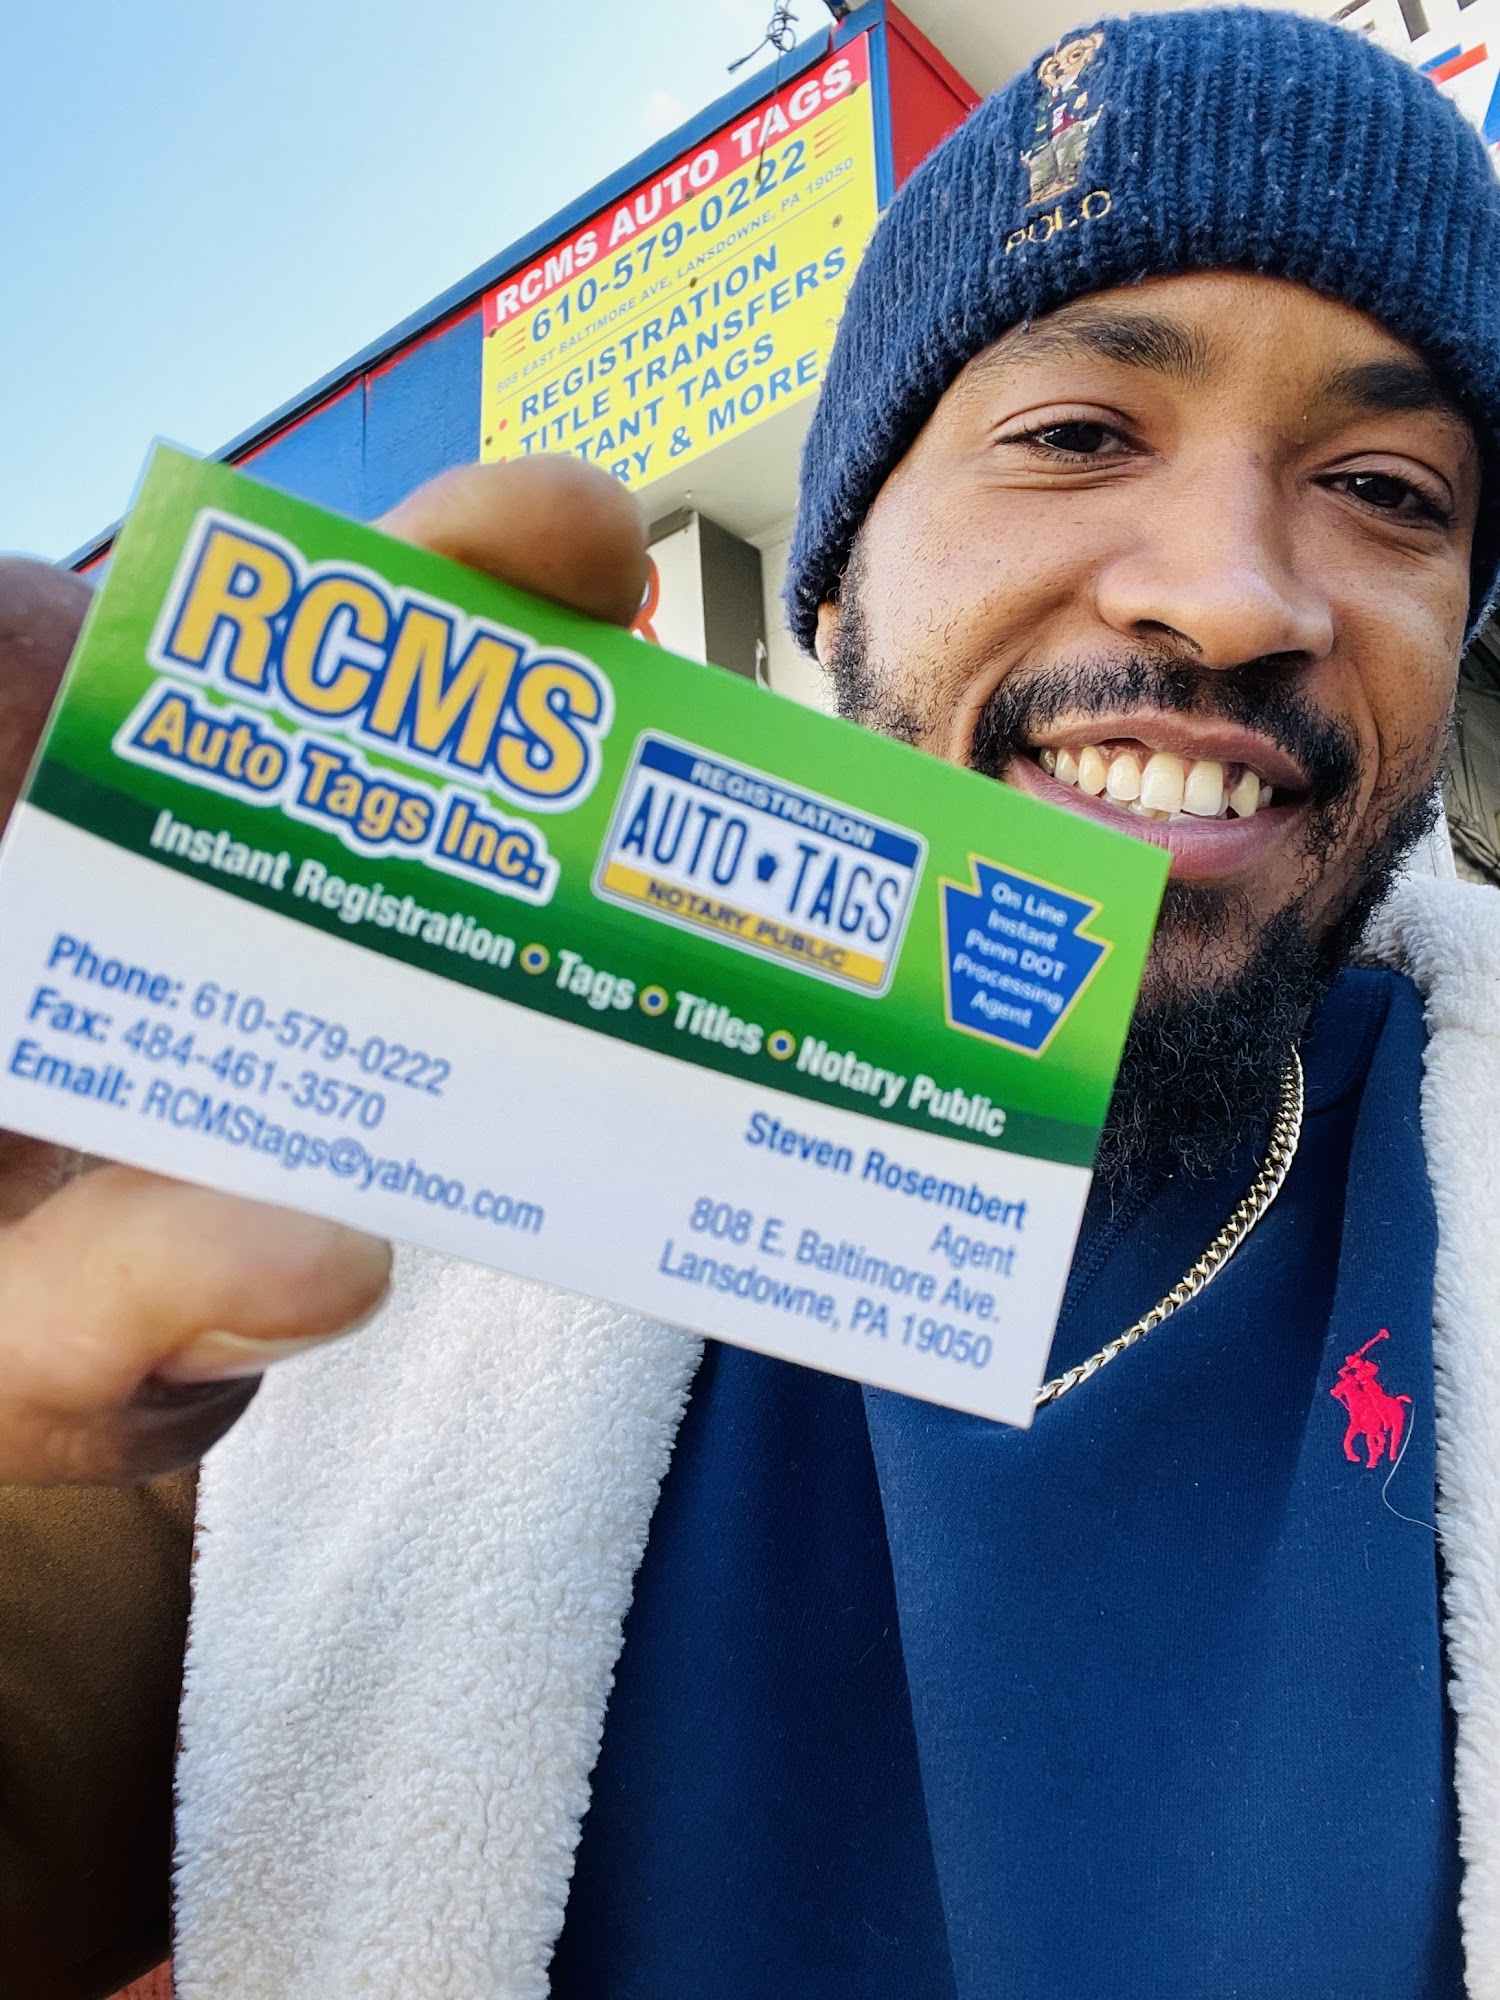 RCMS AUTO TAGS
610-579-0222
808 EAST BALTIMORE AVE, LANSDOWNE, PA 19050
• REGISTRATION
• TITLE TRANSFERS
TANT TAGS
RY & MORE
POLO
RCMS
Auto Tags Inc.
REGISTRATION
AUTO TAGS
NOTARY PUBLIC
On Line
Instant
Penn DOT
Processing
Agent
Instant Registration • Tags • Titles • Notary Public
Phone: 610-579-0222
Fax: 484-461-3570
Email: RCMStags@yahoo.com
Steven Rosembert
Agent
808 E. Baltimore Ave.
Lansdowne, PA 19050